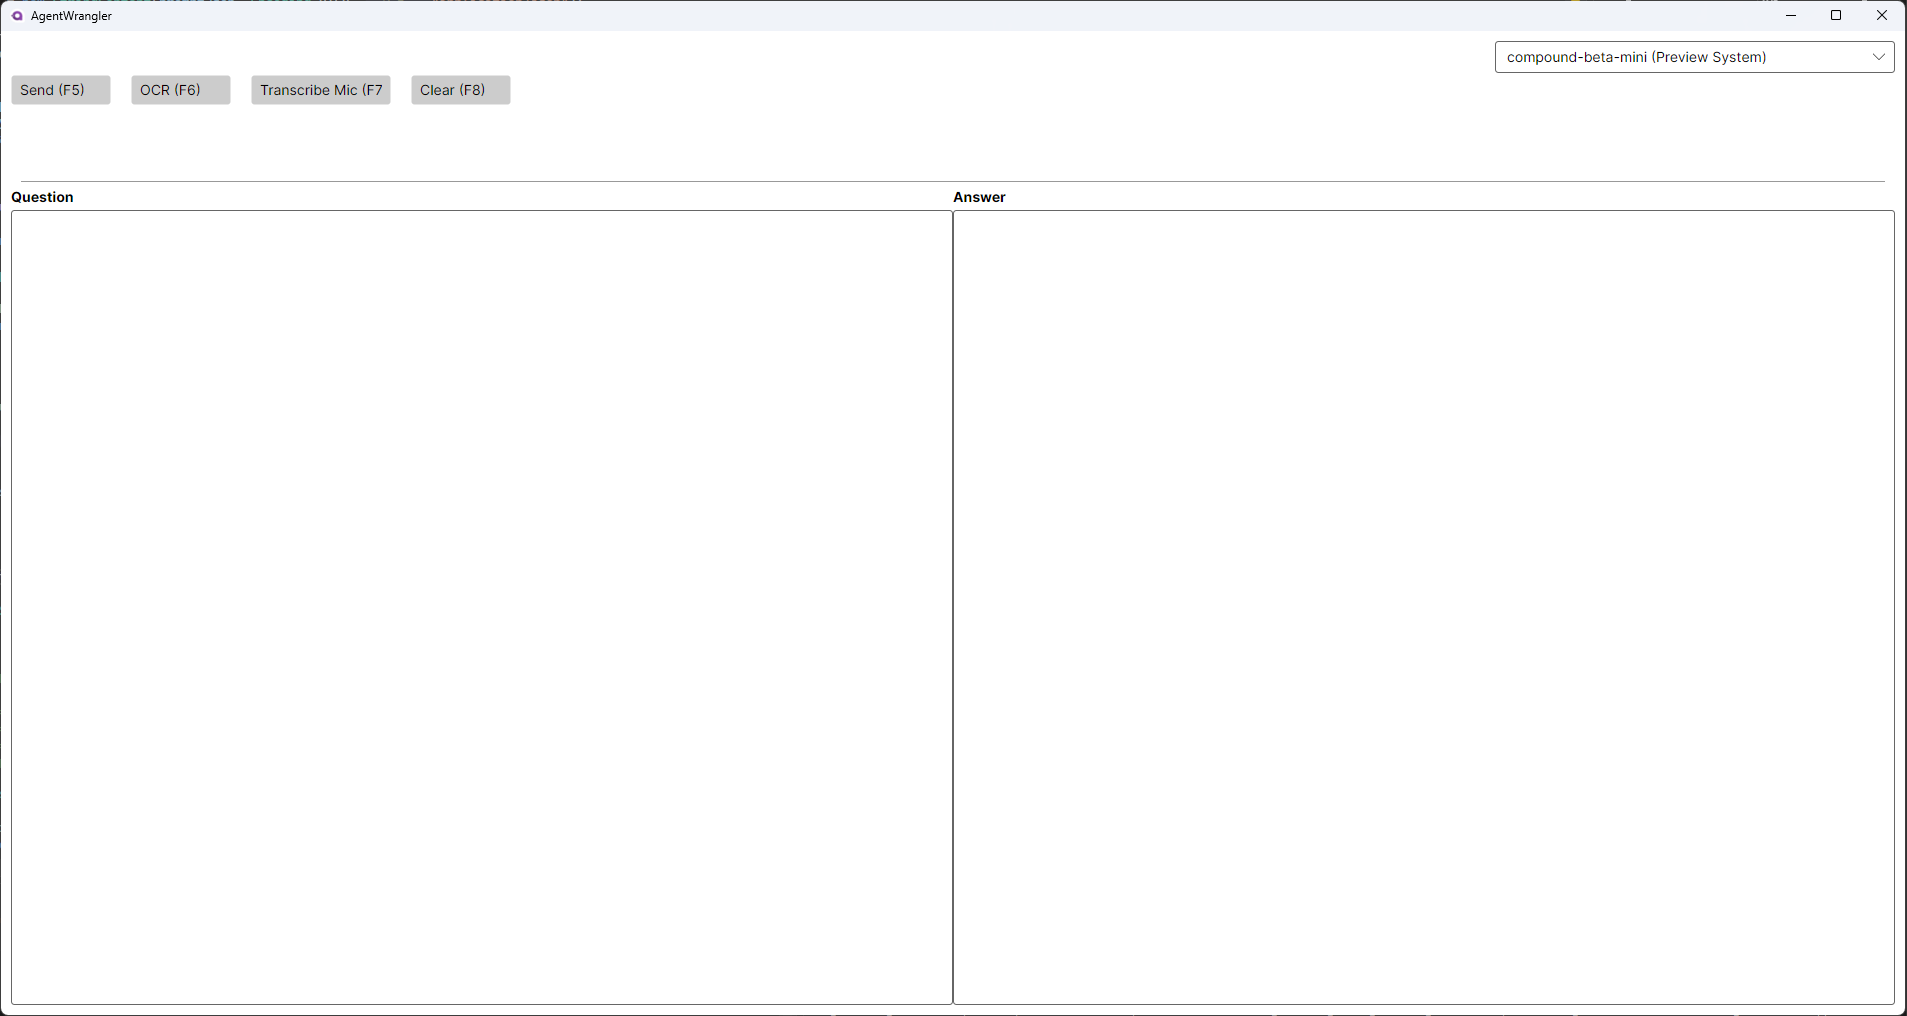 AgentWrangler
compound-beta-mini (Preview System)
Send (F5) OCR (F6) Transcribe Mic (F7 Clear (F8)
Question Answer